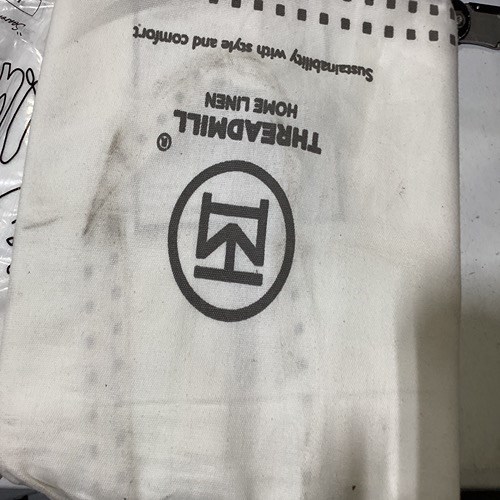 THREADMILL®
HOME LINEN
Sustainability with style and comfort.